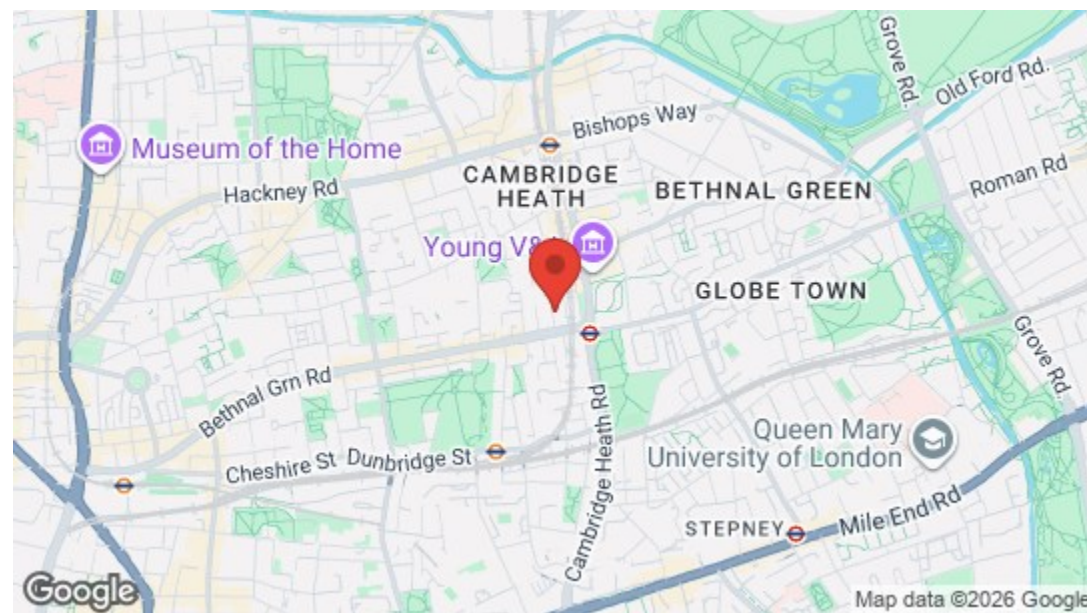 Grove Rd.
Old Ford Rd.
Bishops Way
Museum of the Home
CAMBRIDGE
HEATH
BETHNAL GREEN
Roman Rd
Hackney Rd
Young V&
GLOBE TOWN
Grove Rd.
Bethnal Grn Rd
Cambridge Heath Rd
Queen Mary
University of London
Cheshire St
Dunbridge St
STEPNEY
Mile End Rd
Google
Map data ©2026 Google